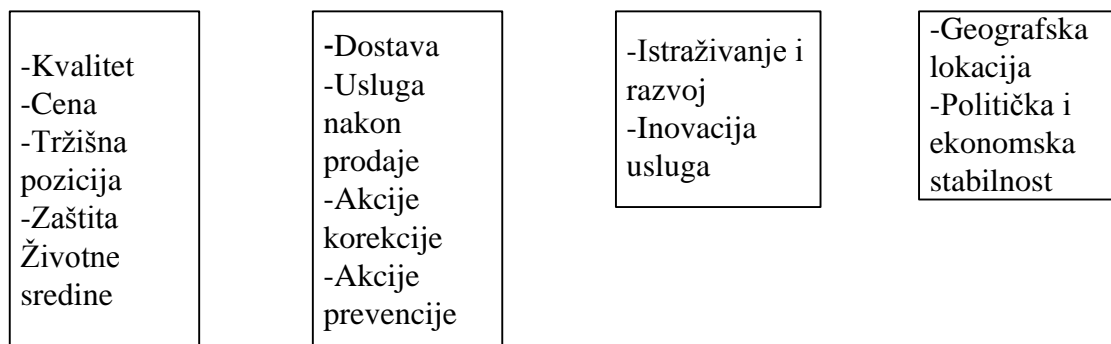 -Kvalitet
-Cena
-Tržišna
pozicija
-Zaštita
Životne
sredine
-Dostava
-Usluga
nakon
prodaje
-Akcije
korekcije
-Akcije
prevencije
-Istraživanje i
razvoj
-Inovacija
usluga
-Geografska
lokacija
-Politička i
ekonomska
stabilnost